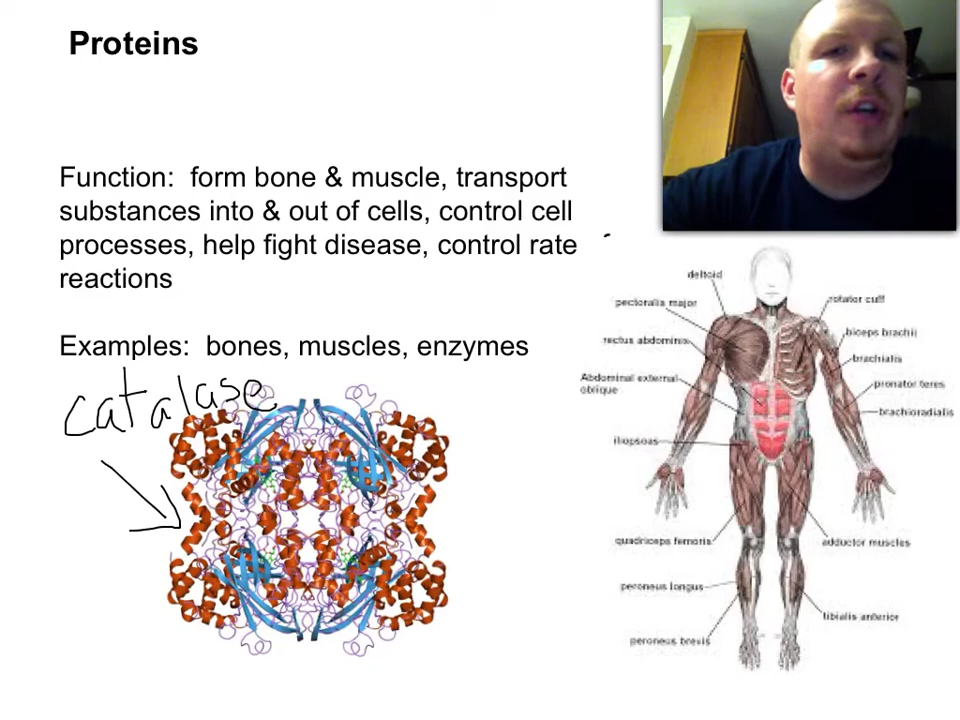 Proteins
Function: form bone & muscle, transport
substances into & out of cells, control cell
processes, help fight disease, control rate
reactions
Examples: bones, muscles, enzymes
catalase
deltoid
pectoralis major
rectus abdominis
Abdominal external
oblique
iliopsoas
quadriceps femoris
peroneus longus
peroneus brevis
rotator cuff
biceps brachii
brachialis
pronator teres
brachioradialis
adductor muscles
tibialis anterior